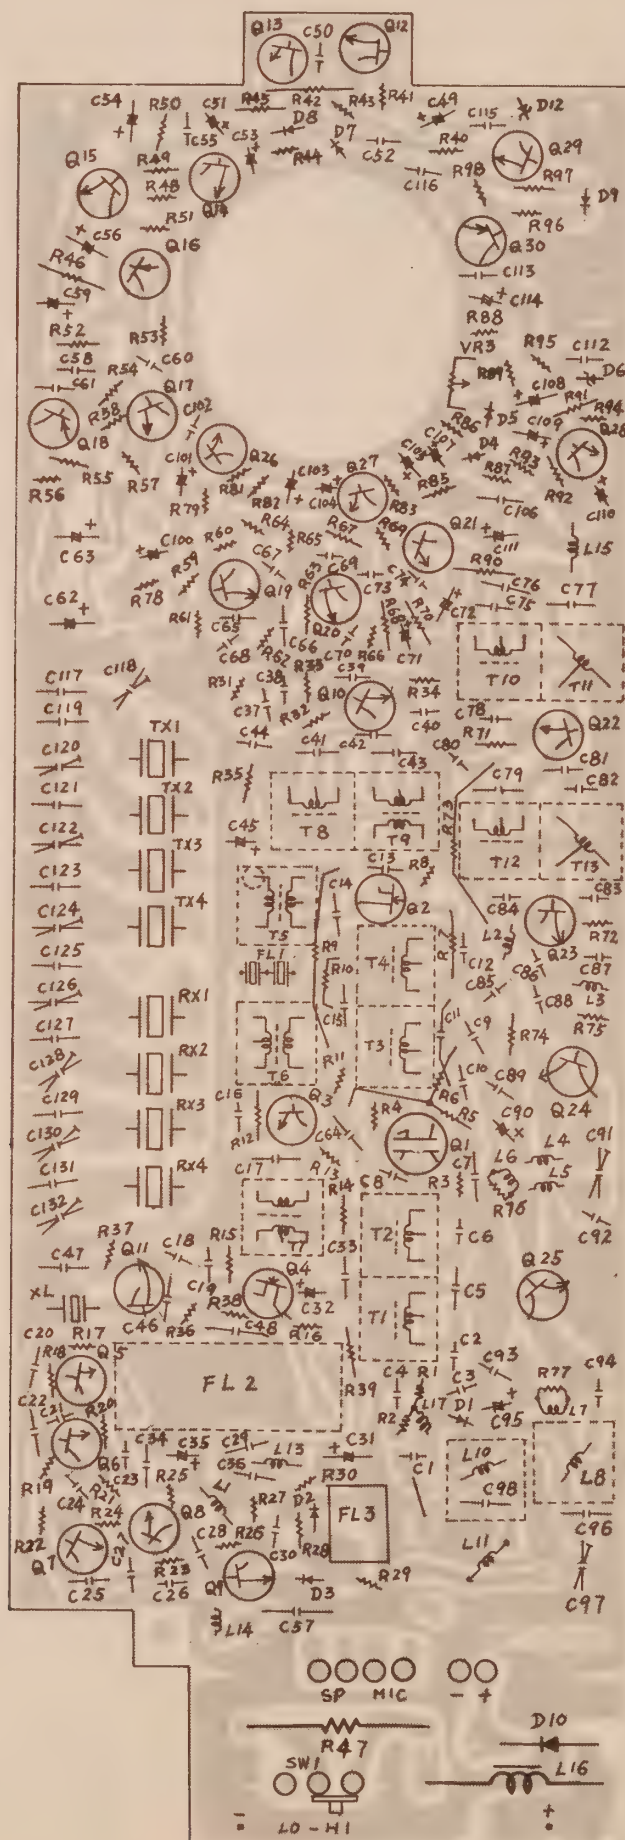 Q13 C50 Q12
C54 R50 C51 R45 R42 R43 R41 C49 C115 D12
C55 C53 D8 D7 R40 Q29
Q15 R49 R44 C52 C116 R98 R97
R48 Q14 D9
R51 R96
C56 Q16 Q30
R46 C113
C59 C114
R52 R53 R88
C58 C60 VR3 R95 C112
C61 R54 R89 D6
Q17 C108 R91
R38 C102 R86 D5 C109 R94
Q18 C107 D4 Q28
C101 Q26 C103 Q27 C105 R87 R93
R56 R55 R57 R81 R82 C104 R85 R92
R79 R83 C106 C110
R64 R67 R69 Q21
C63 C100 R60 R65 C111 L15
C67 C69 C74 R90
R59 R63 C73 C76 C77
C62 R78 Q19 R68 R70 C72 C75
R61 C65 C66 Q20 C70 R66 C71
C68 R62 R33
C117 C118 R31 C38 C39 T10 T11
R34
C119 C37 R32 Q10 C40 C78 Q22
TX1 C44 C41 C42 R71
C120 C43 C80 C81
C121 TX2 R35 C79 C82
C122 T8 T9 R73 T12 T13
TX3 C45
C123 C13 R8
TX4 T5 C14 Q2 C84 C83
C124 R72
FL1 R9 T4 R7 L2 Q23
C125 R10 C12 C86 C87
C126 RX1 C85 C88 L3
C127 C15 T3 C11 C9 R74 R75
RX2 T6 R11
C128 C10 C89 Q24
C129 C16 Q3 R6
RX3 R4 R5 C90
C130 R12 C64 Q1 C91
RX4 C17 R13 C7 L6 L4
C131 C8 R3 L5
C132 R14 R76
R37 T7 T2 C6 C92
C47 Q11 C18 R15 C33
Q4 C5 Q25
XL C19 C32 T1
C46 R36 R38 C48 R16
C20 R17 R39 C2
R18 Q5 C4 R1 C3 C93 R77 C94
C22 C21 R20 FL2 L17 D1 C95 L7
R2
C34 C35 C29 L13 C31 L10
R19 Q6 C36 C1 L8
C24 C23 R25 R30 C98
R21 R24 Q8 R27 D2 FL3
R22 C28 R26 R28 L11 C96
Q7 R23 C30
C25 C26 Q9 D3 R29 C97
L14 C57
SP MIC - +
R47 D10
SW1 L16
- LO - HI +